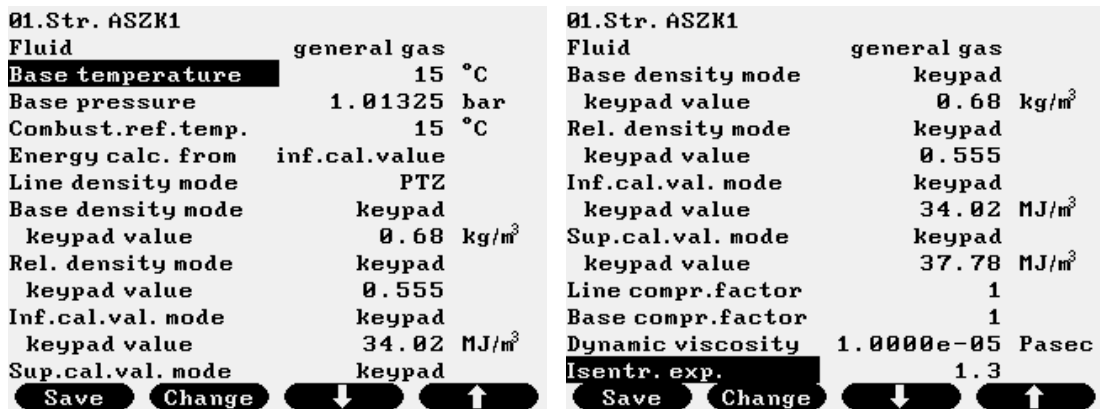 01.Str. ASZK1
Fluid general gas
Base temperature 15 °C
Base pressure 1.01325 bar
Combust.ref.temp. 15 °C
Energy calc. from inf.cal.value
Line density mode PTZ
Base density mode keypad
keypad value 0.68 kg/m³
Rel. density mode keypad
keypad value 0.555
Inf.cal.val. mode keypad
keypad value 34.02 MJ/m³
Sup.cal.val. mode keypad
Save Change ↓ ↑
01.Str. ASZK1
Fluid general gas
Base density mode keypad
keypad value 0.68 kg/m³
Rel. density mode keypad
keypad value 0.555
Inf.cal.val. mode keypad
keypad value 34.02 MJ/m³
Sup.cal.val. mode keypad
keypad value 37.78 MJ/m³
Line compr.factor 1
Base compr.factor 1
Dynamic viscosity 1.0000e-05 Pasec
Isentr. exp. 1.3
Save Change ↓ ↑